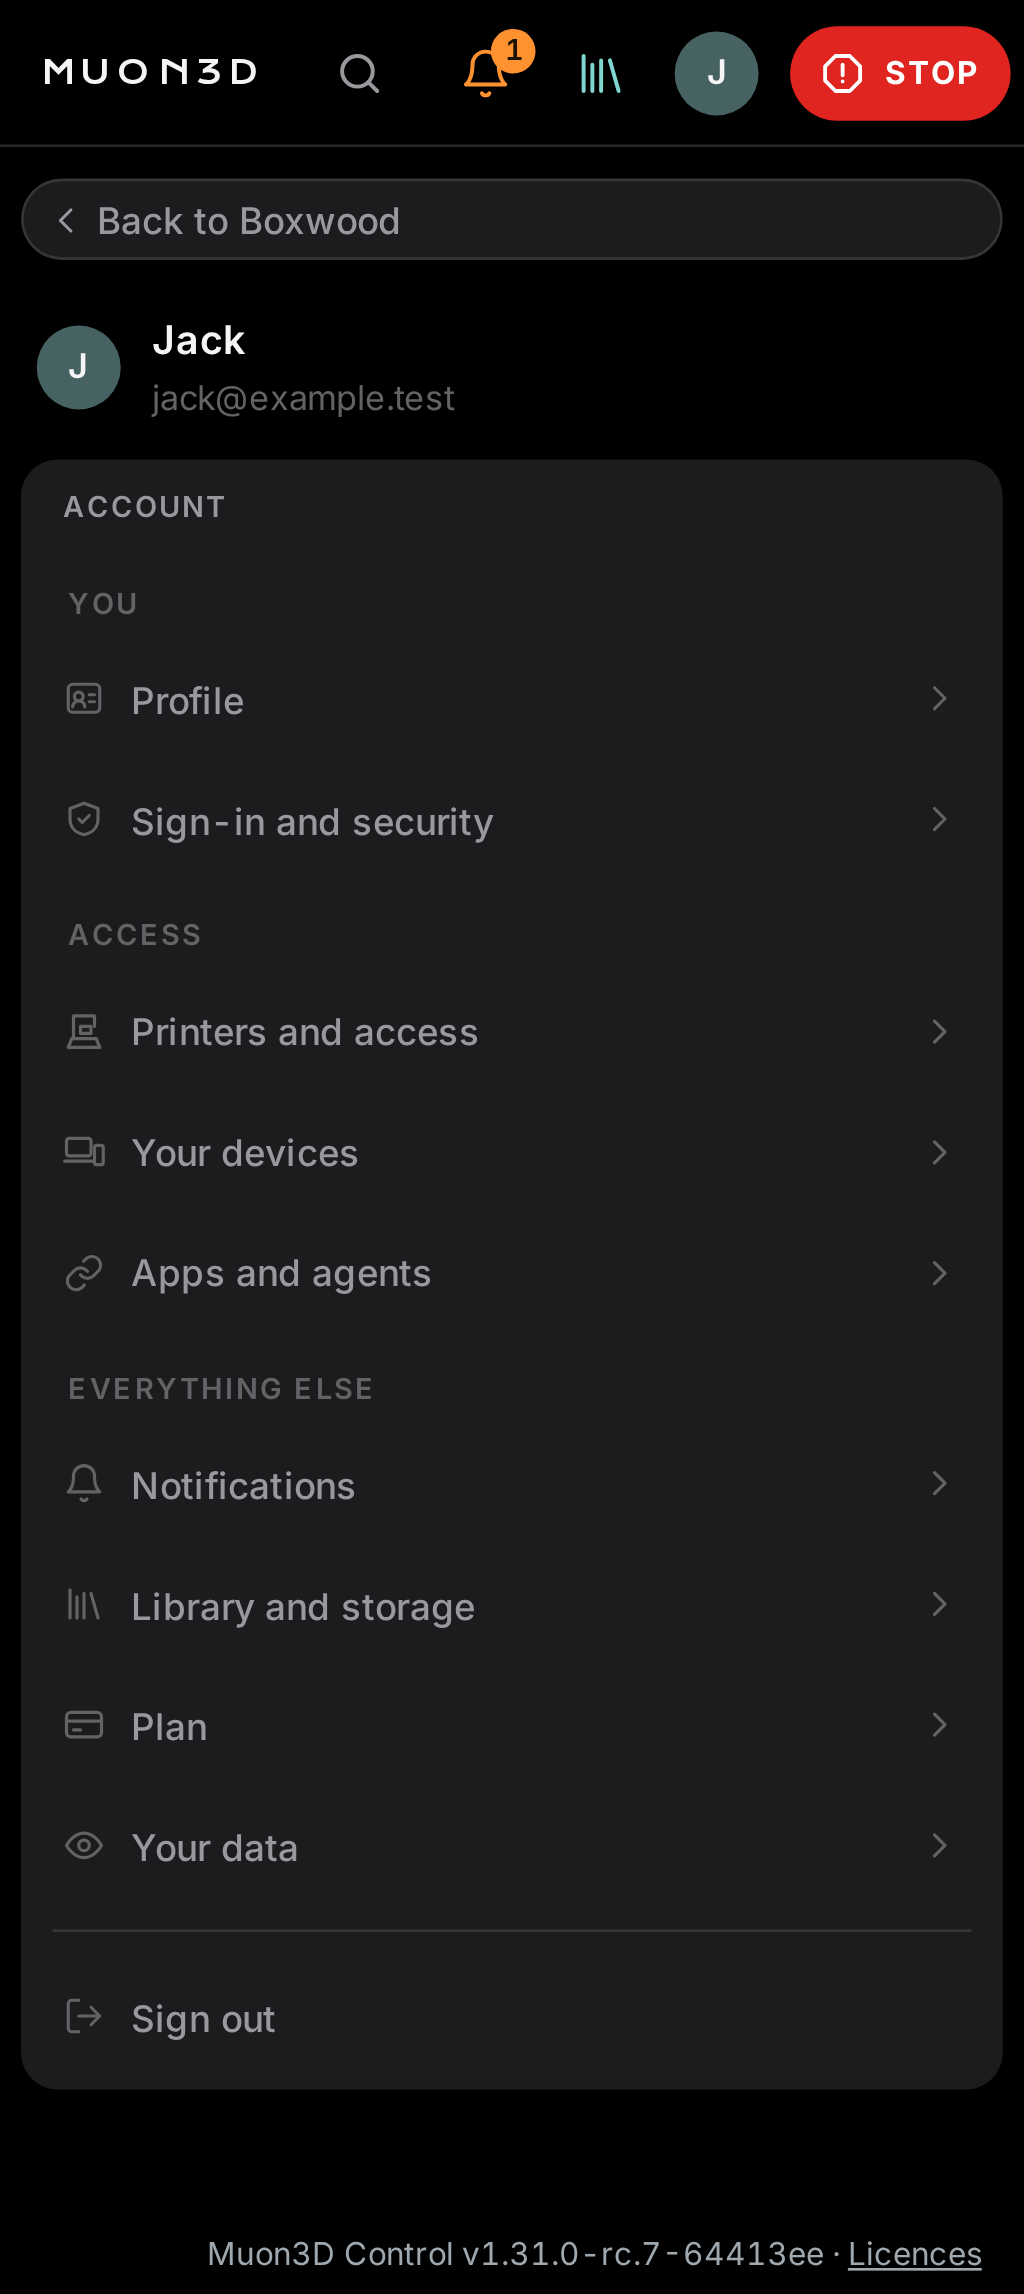 MUON3D
1
J
STOP
Back to Boxwood
J
Jack
jack@example.test
ACCOUNT
YOU
Profile
Sign-in and security
ACCESS
Printers and access
Your devices
Apps and agents
EVERYTHING ELSE
Notifications
Library and storage
Plan
Your data
Sign out
Muon3D Control v1.31.0-rc.7-64413ee · Licences